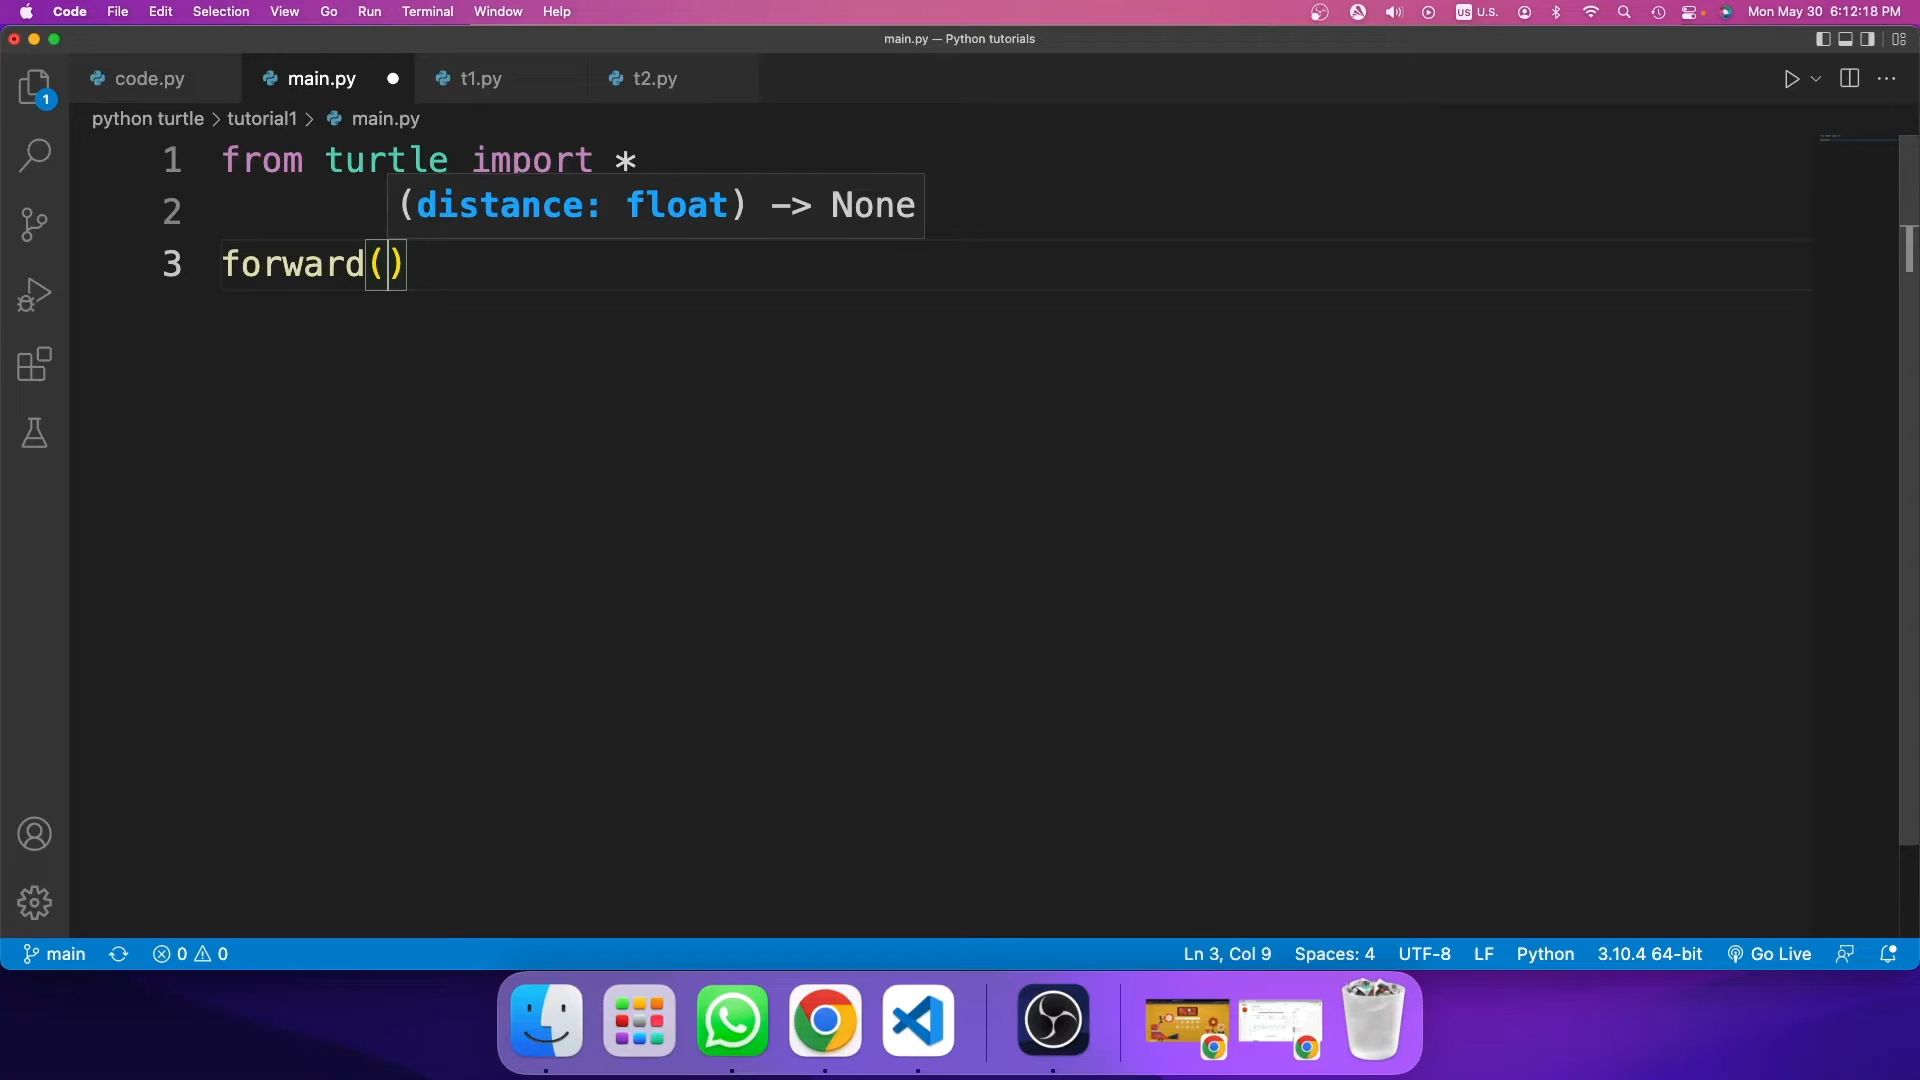 Code File Edit Selection View Go Run Terminal Window Help US U.S. Mon May 30 6:12:18 PM
main.py — Python tutorials
code.py main.py t1.py t2.py
python turtle > tutorial1 > main.py
1 from turtle import *
(distance: float) -> None
2
3 forward()
1
main 0 0 Ln 3, Col 9 Spaces: 4 UTF-8 LF Python 3.10.4 64-bit Go Live